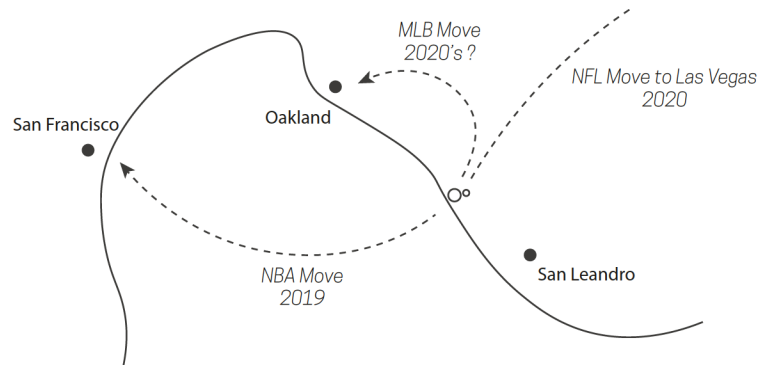 MLB Move
2020's ?
NFL Move to Las Vegas
2020
San Francisco
Oakland
NBA Move
2019
San Leandro